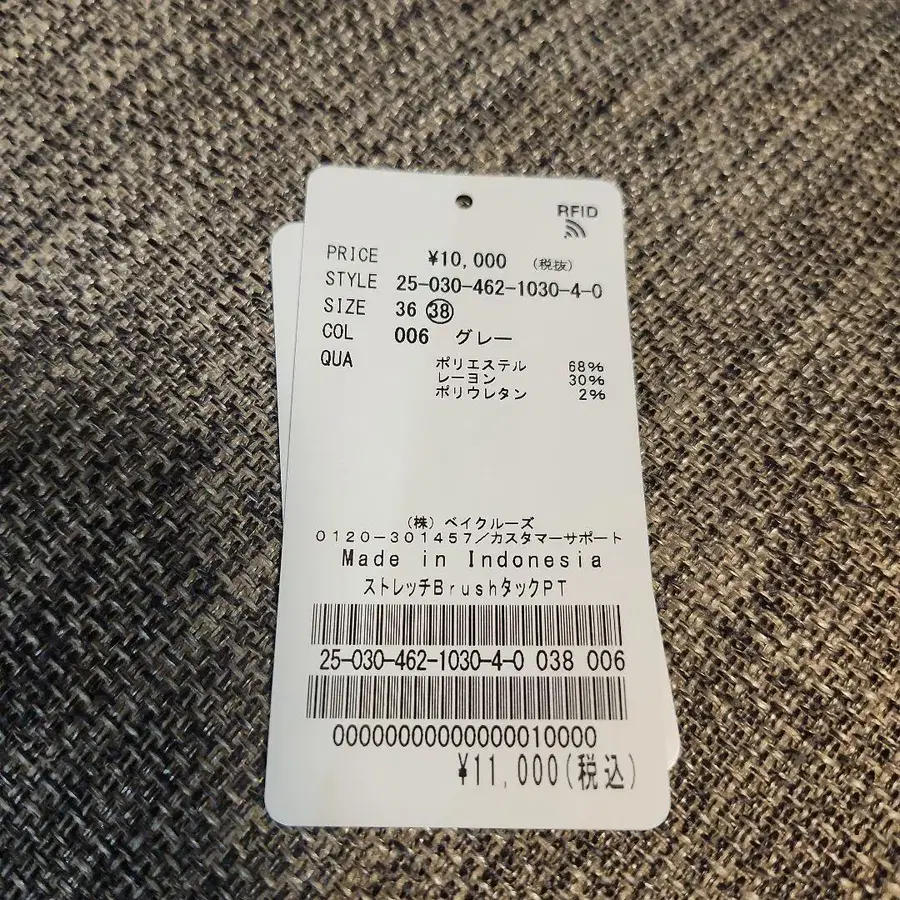 RFID
PRICE ¥10,000 (税抜)
STYLE 25-030-462-1030-4-0
SIZE 36 ㊳
COL 006 グレー
QUA ポリエステル 68%
レーヨン 30%
ポリウレタン 2%
(株)ベイクルーズ
0120-301457/カスタマーサポート
Made in Indonesia
ストレッチBrushタックPT
25-030-462-1030-4-0 038 006
00000000000000010000
¥11,000(税込)